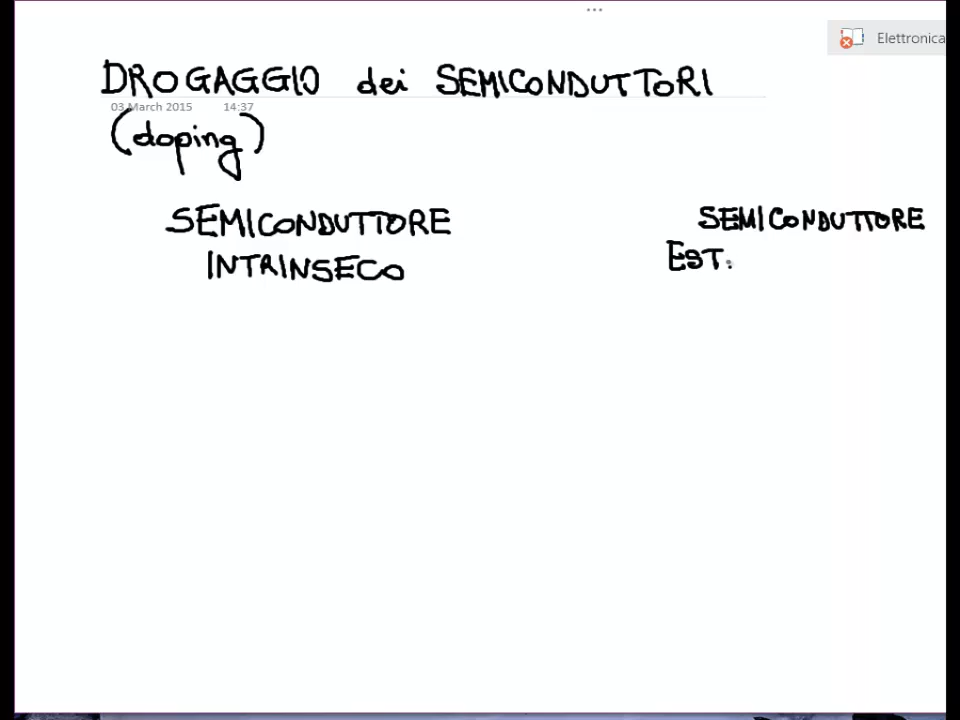 Elettronica
DROGAGGIO dei SEMICONDUTTORI
03 March 2015 14:37
(doping)
SEMICONDUTTORE
INTRINSECO
SEMICONDUTTORE
EST.